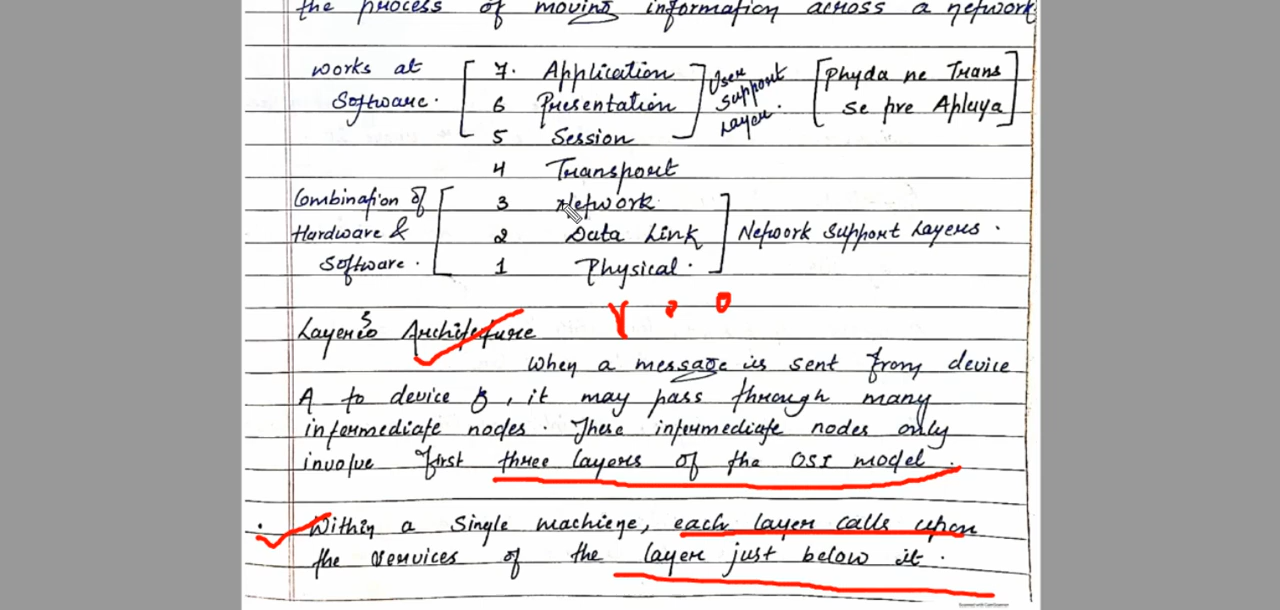 the process of moving information across a network
works at Software.
7. Application
6 Presentation
5 Session
User Support Layer.
[Phyda ne Trans se pre Apluya]
4 Transport
Combination of Hardware & Software.
3 Network
2 Data Link
1 Physical.
Network Support Layers.
Layered Architecture
When a message is sent from device
A to device B, it may pass through many
intermediate nodes. These intermediate nodes only
involve first three layers of the OSI model.
. Within a Single machiene, each layer calls upon
the services of the layer just below it.
Scanned with CamScanner